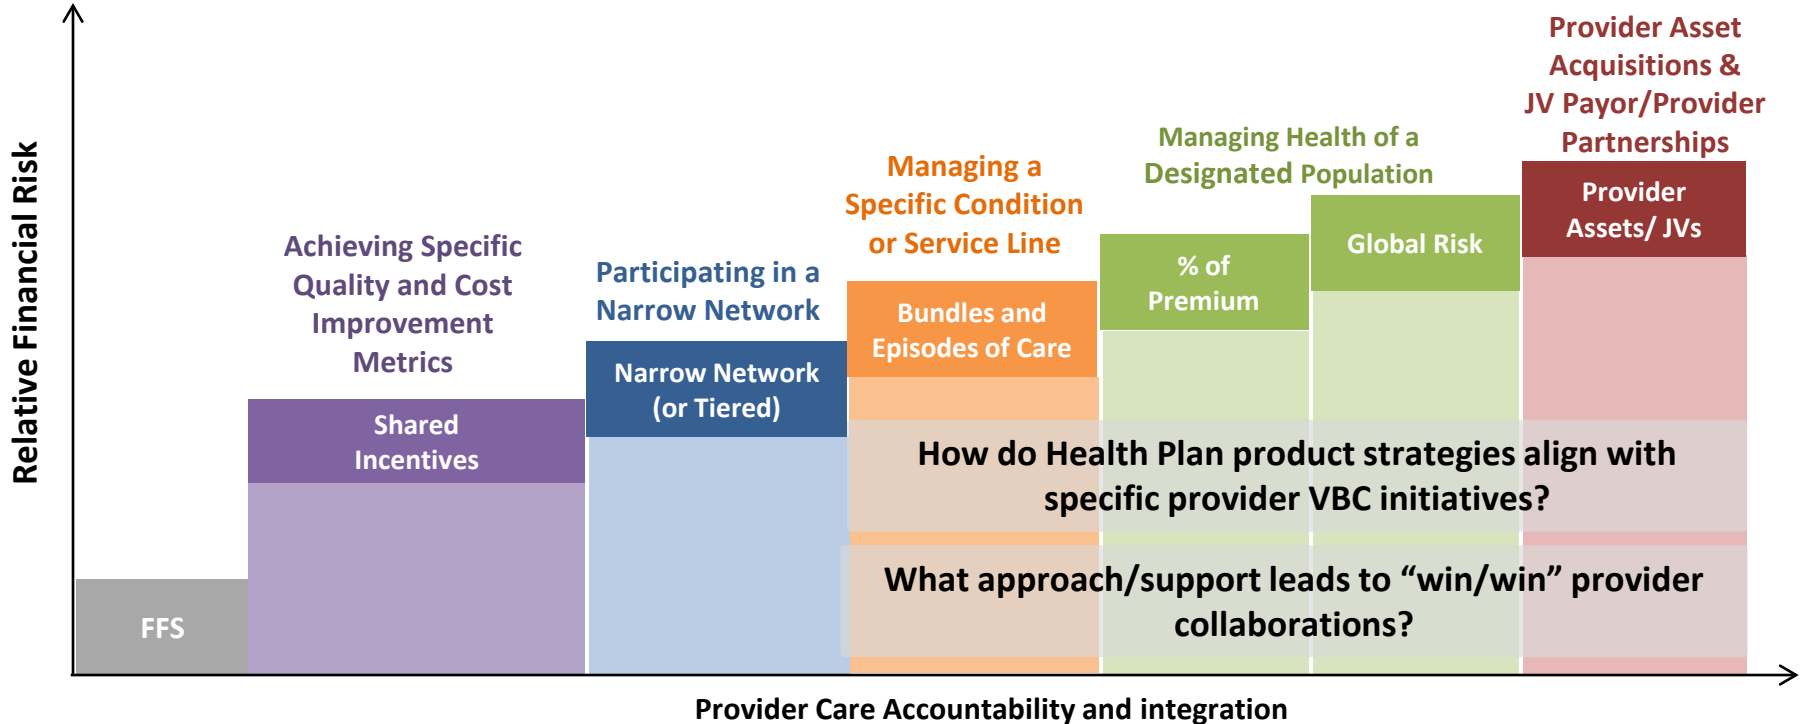 Relative Financial Risk
FFS
Achieving Specific
Quality and Cost
Improvement
Metrics
Shared
Incentives
Participating in a
Narrow Network
Narrow Network
(or Tiered)
Managing a
Specific Condition
or Service Line
Bundles and
Episodes of Care
Managing Health of a
Designated Population
% of
Premium
Global Risk
Provider Asset
Acquisitions &
JV Payor/Provider
Partnerships
Provider
Assets/ JVs
How do Health Plan product strategies align with
specific provider VBC initiatives?
What approach/support leads to “win/win” provider
collaborations?
Provider Care Accountability and integration